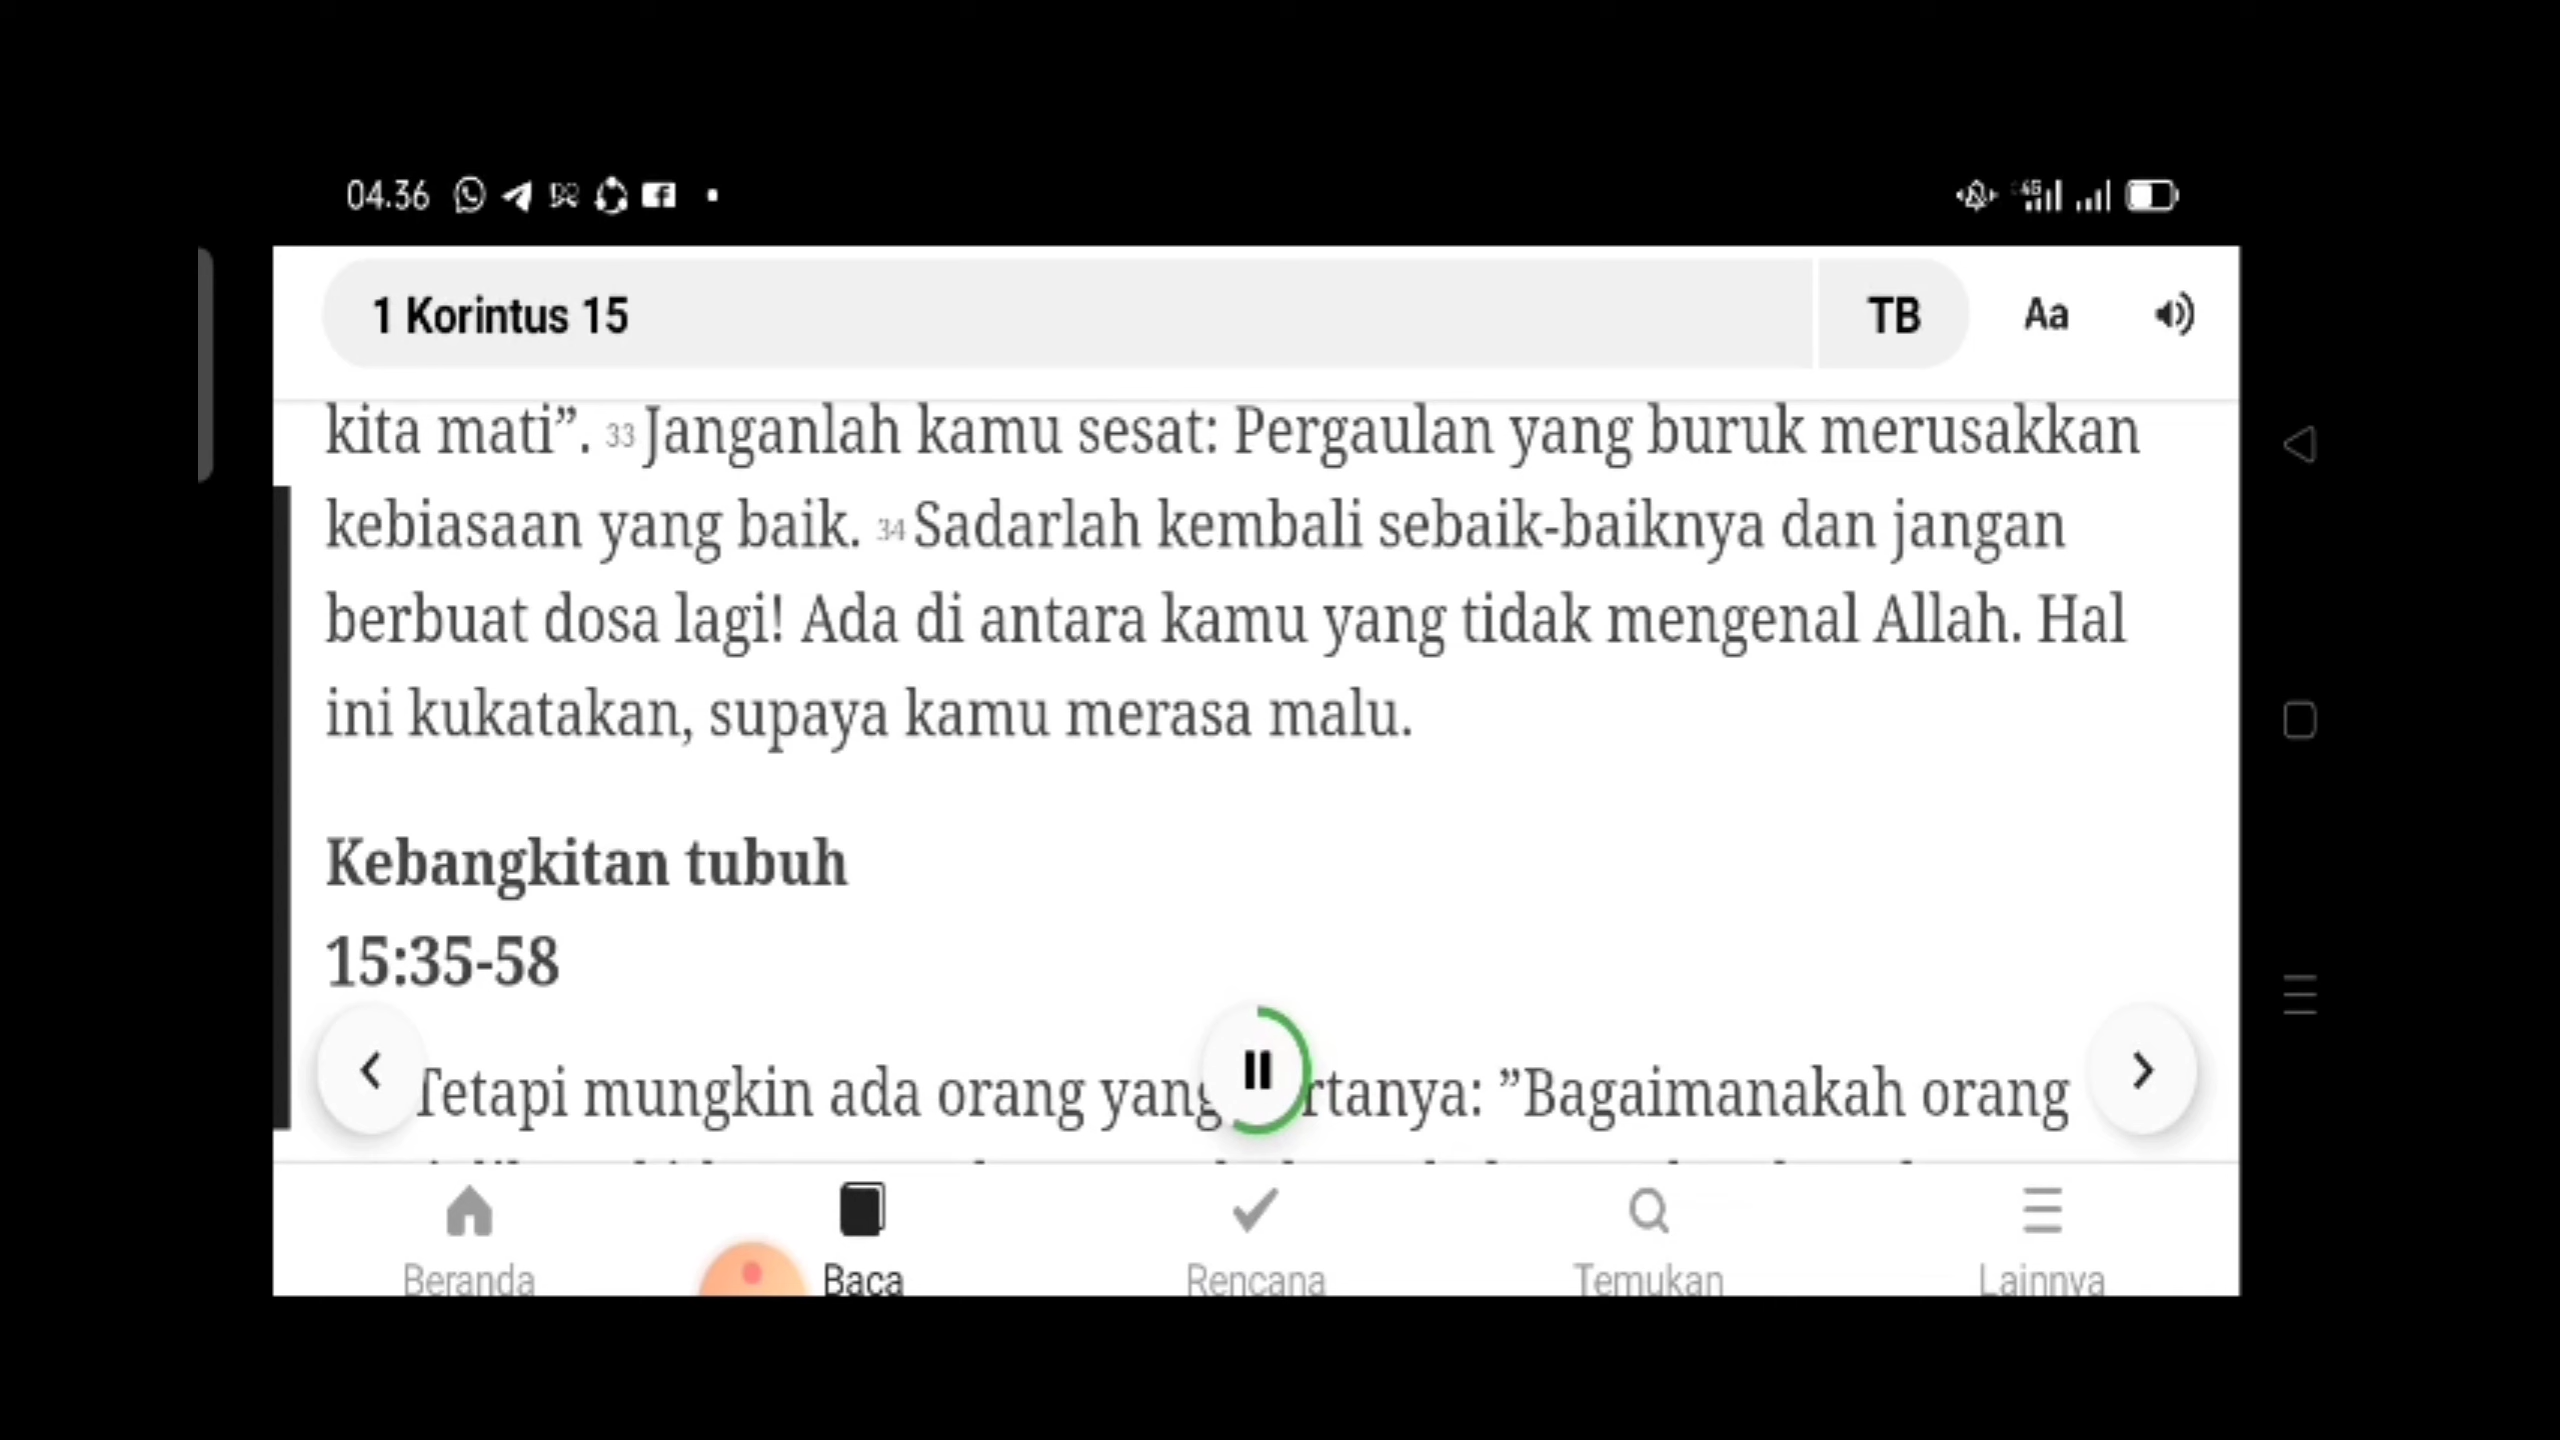 04.36
4G
1 Korintus 15
TB
Aa
kita mati”. 33 Janganlah kamu sesat: Pergaulan yang buruk merusakkan
kebiasaan yang baik. 34 Sadarlah kembali sebaik-baiknya dan jangan
berbuat dosa lagi! Ada di antara kamu yang tidak mengenal Allah. Hal
ini kukatakan, supaya kamu merasa malu.
Kebangkitan tubuh
15:35-58
Tetapi mungkin ada orang yang rtanya: ”Bagaimanakah orang
Beranda
Baca
Rencana
Temukan
Lainnya